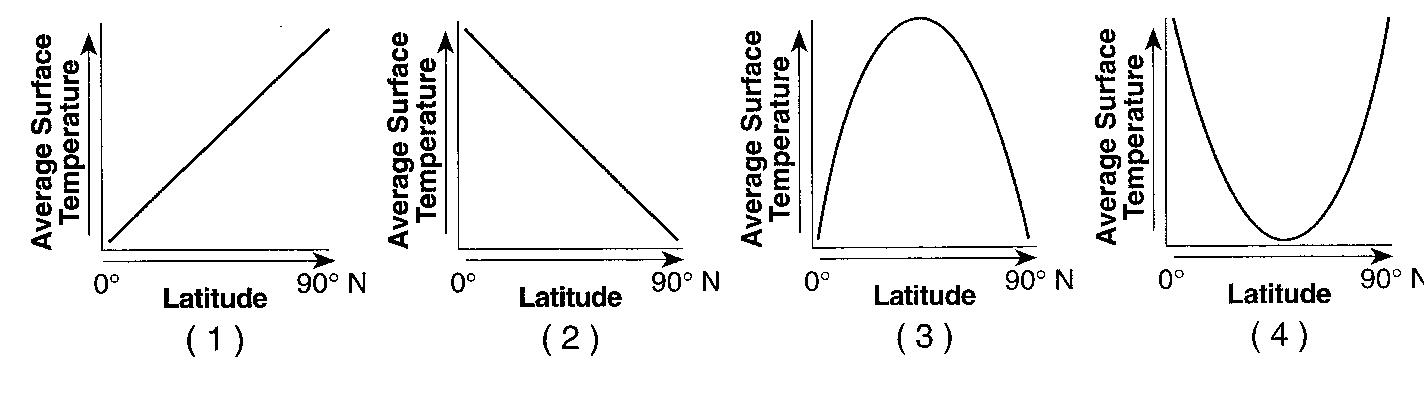 Average Surface
Temperature
0°
90° N
Latitude
( 1 )
Average Surface
Temperature
0°
90° N
Latitude
( 2 )
Average Surface
Temperature
0°
90° N
Latitude
( 3 )
Average Surface
Temperature
0°
90° N
Latitude
( 4 )